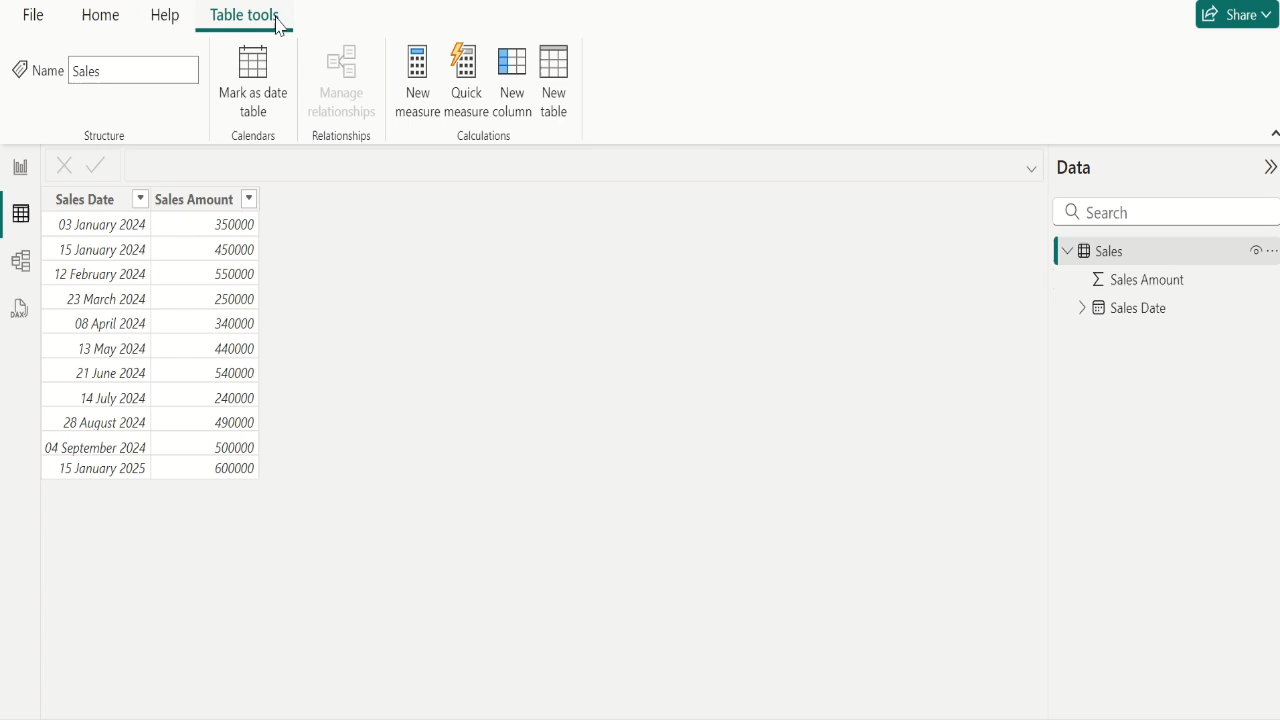 File Home Help Table tools Share
Name Sales
Mark as date table
Manage relationships
New measure
Quick measure
New column
New table
Structure Calendars Relationships Calculations
Data
Search
Sales
Sales Amount
Sales Date
DAX
Sales Date Sales Amount
03 January 2024 350000
15 January 2024 450000
12 February 2024 550000
23 March 2024 250000
08 April 2024 340000
13 May 2024 440000
21 June 2024 540000
14 July 2024 240000
28 August 2024 490000
04 September 2024 500000
15 January 2025 600000